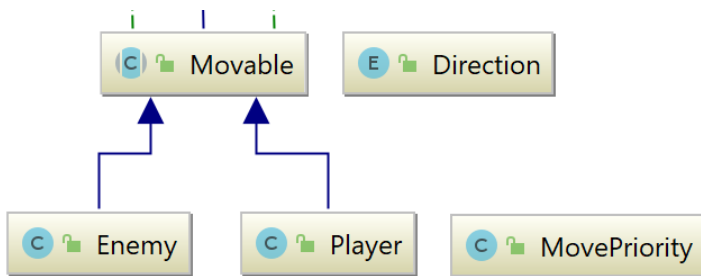 C Movable
E Direction
C Enemy
C Player
C MovePriority